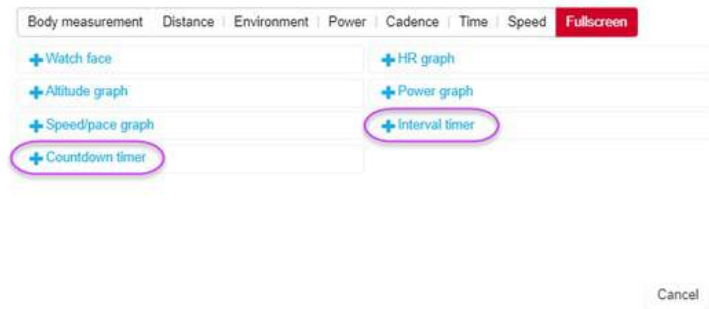 Body measurement Distance Environment Power Cadence Time Speed Fullscreen
Watch face HR graph
Altitude graph Power graph
Speed/pace graph Interval timer
Countdown timer
Cancel